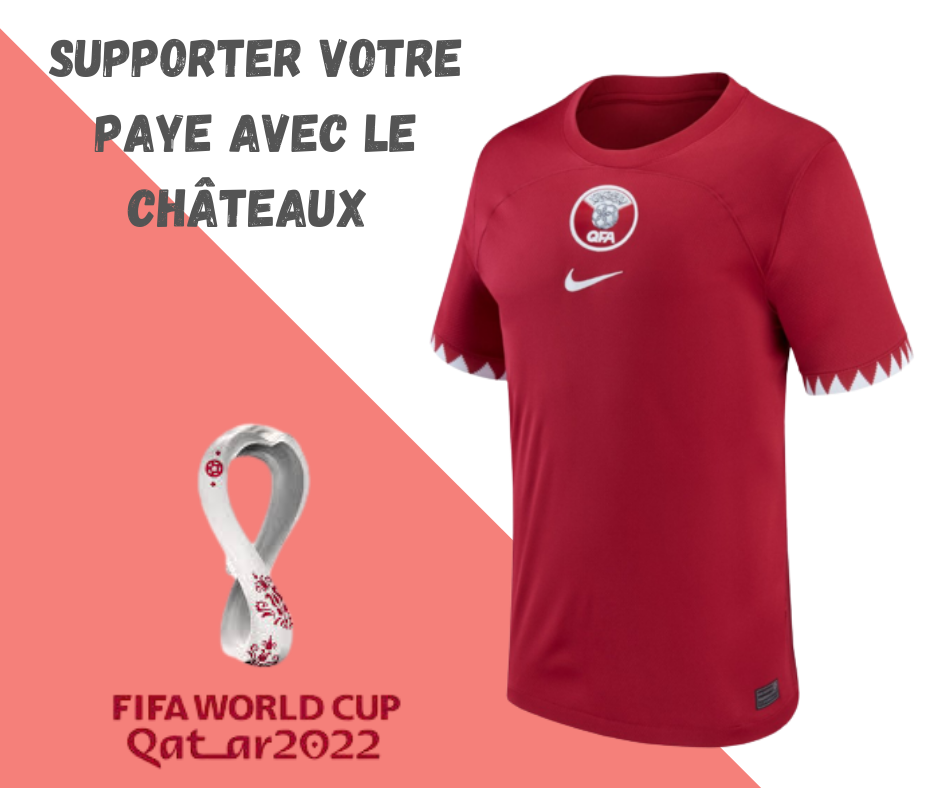 SUPPORTER VOTRE
PAYE AVEC LE
CHÂTEAUX
QFA
FIFA WORLD CUP
Qatar2022